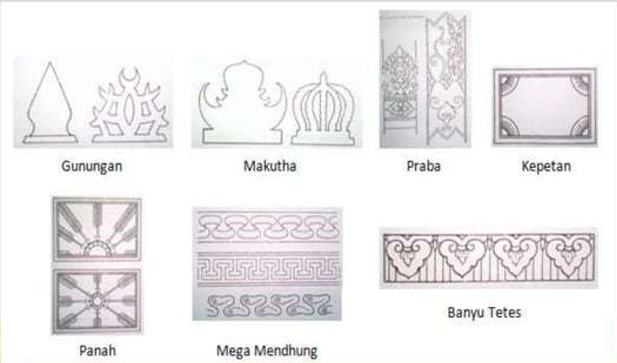 Gunungan
Makutha
Praba
Kepetan
Panah
Mega Mendhung
Banyu Tetes